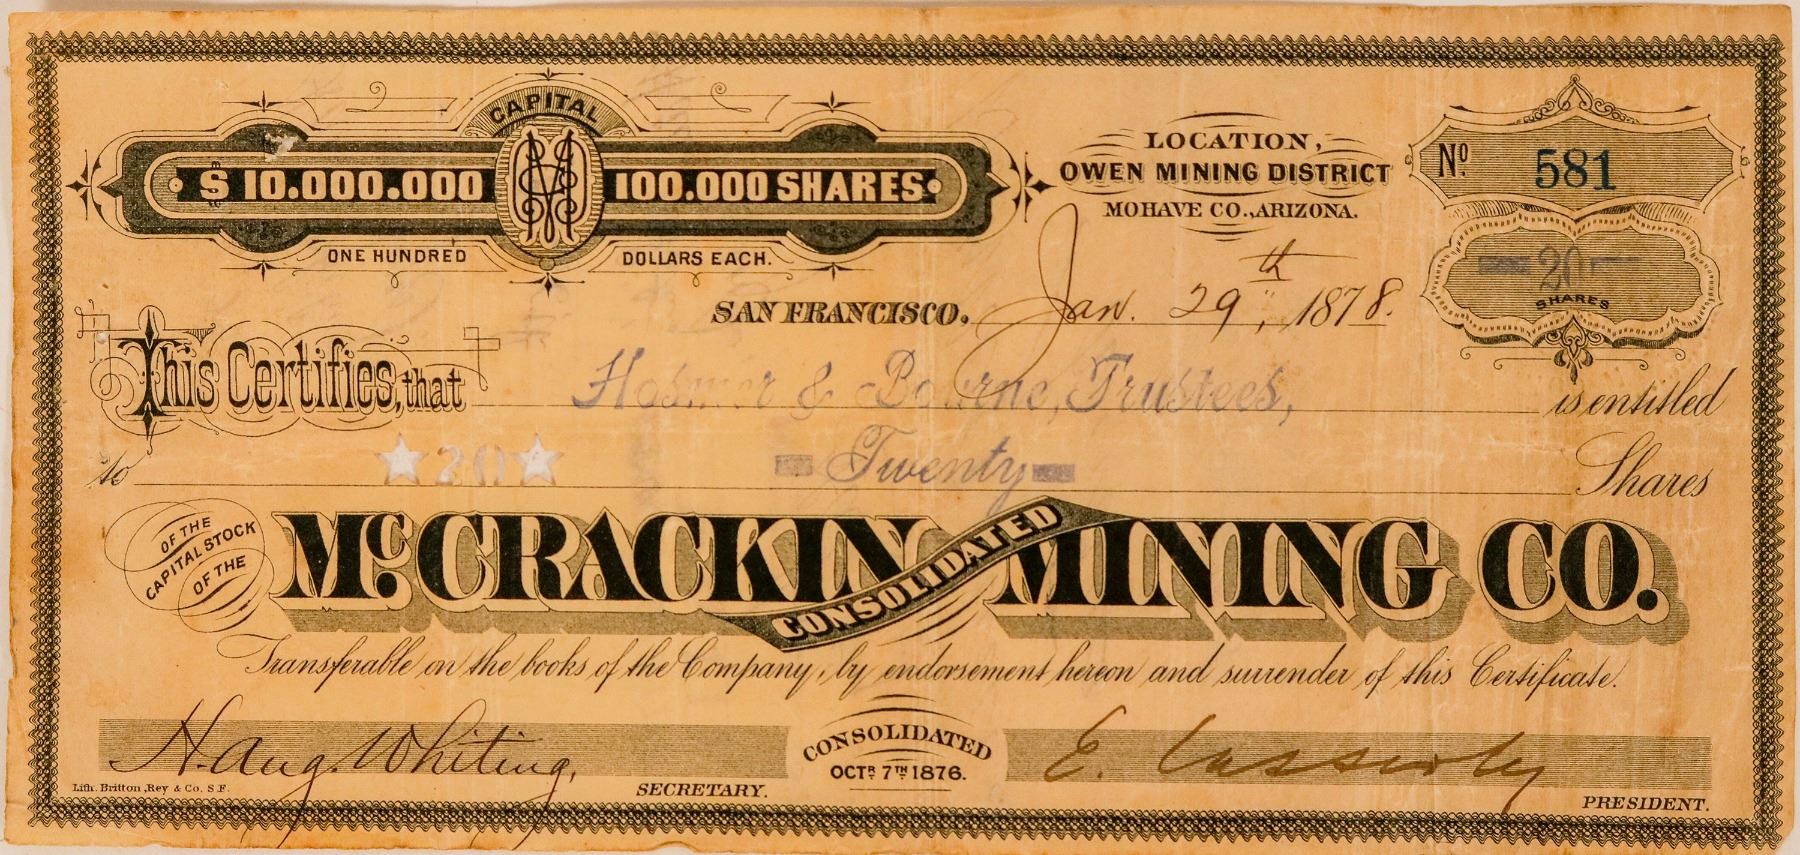 CAPITAL
$ 10.000.000 100.000 SHARES
ONE HUNDRED DOLLARS EACH.
LOCATION,
OWEN MINING DISTRICT
MOHAVE CO., ARIZONA.
No. 581
20
SHARES
SAN FRANCISCO. Jan. 29th, 1878.
This Certifies, that Hosmer & Bourne, Trustees, is entitled
to ★20★ = Twenty = Shares
OF THE
CAPITAL STOCK
OF THE
McCRACKIN CONSOLIDATED MINING CO.
Transferable on the books of the Company, by endorsement hereon and surrender of this Certificate.
H. Aug. Whiting,
SECRETARY.
CONSOLIDATED
OCTR. 7TH 1876.
E. Casserly
PRESIDENT.
Lith. Britton, Rey & Co. S.F.